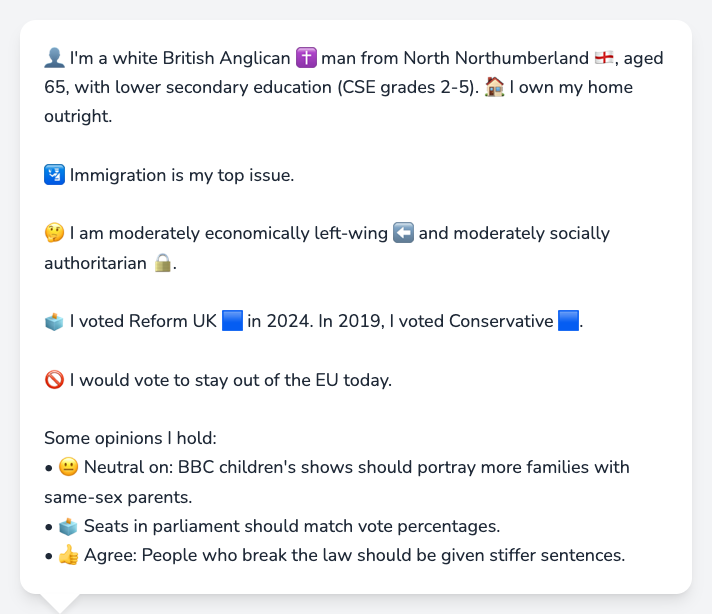 👤 I'm a white British Anglican ✝️ man from North Northumberland 🏴󠁧󠁢󠁥󠁮󠁧󠁿, aged
65, with lower secondary education (CSE grades 2-5). 🏠 I own my home
outright.
🛂 Immigration is my top issue.
🤔 I am moderately economically left-wing ⬅️ and moderately socially
authoritarian 🔒.
🗳️ I voted Reform UK 🟦 in 2024. In 2019, I voted Conservative 🟦.
🚫 I would vote to stay out of the EU today.
Some opinions I hold:
• 😐 Neutral on: BBC children's shows should portray more families with
same-sex parents.
• 🗳️ Seats in parliament should match vote percentages.
• 👍 Agree: People who break the law should be given stiffer sentences.